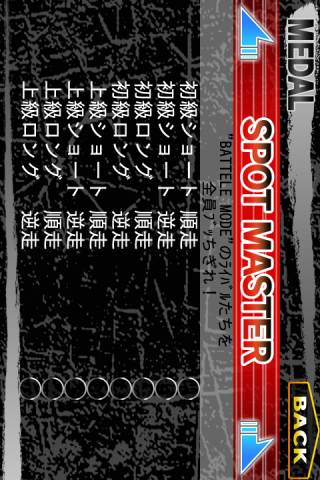 MEDAL
SPOT MASTER
"BATTELE MODE"のライバルたちを
全員ブッちぎれ！
初級ショート 順走 ○
初級ショート 逆走 ○
初級ロング 順走 ○
初級ロング 逆走 ○
上級ショート 順走 ○
上級ショート 逆走 ○
上級ロング 順走 ○
上級ロング 逆走 ○
BACK